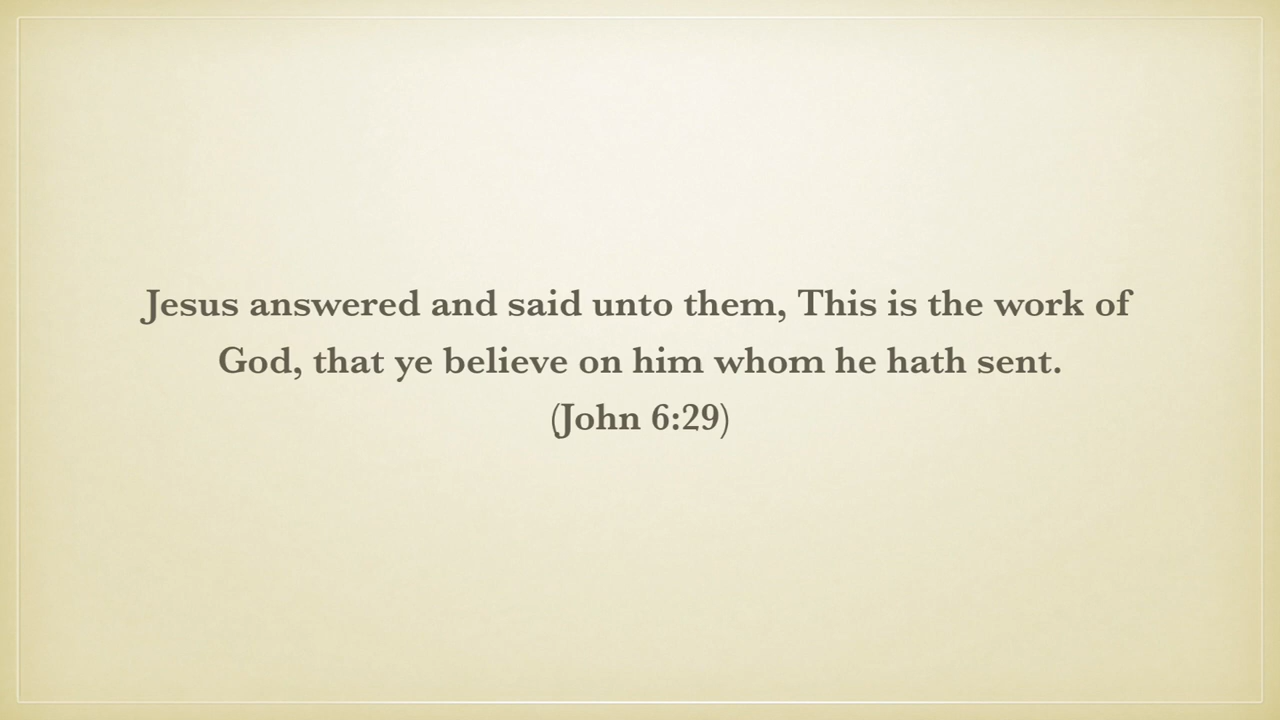 Jesus answered and said unto them, This is the work of
God, that ye believe on him whom he hath sent.
(John 6:29)